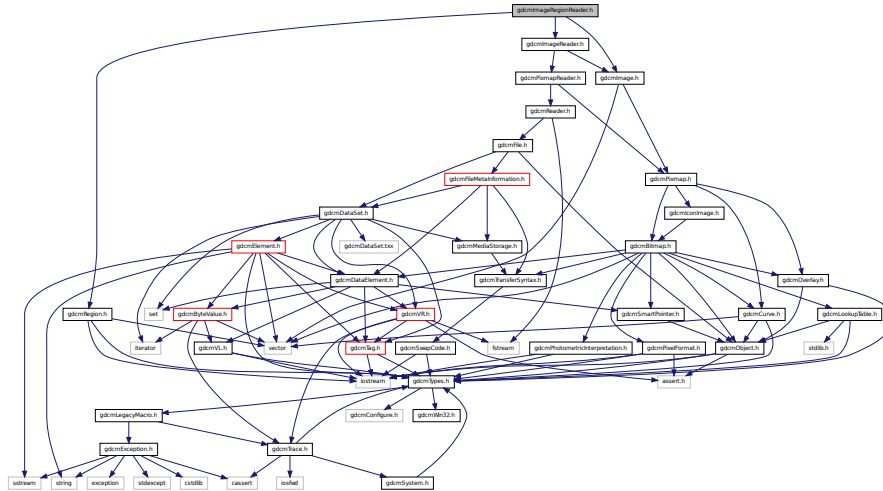 gdcmImageRegionReader.h
gdcmImageReader.h
gdcmPixmapReader.h
gdcmImage.h
gdcmReader.h
gdcmFile.h
gdcmFileMetaInformation.h
gdcmPixmap.h
gdcmDataSet.h
gdcmIconImage.h
gdcmElement.h
gdcmDataSet.txx
gdcmMediaStorage.h
gdcmBitmap.h
gdcmDataElement.h
gdcmTransferSyntax.h
gdcmOverlay.h
gdcmRegion.h
set
gdcmByteValue.h
gdcmVR.h
gdcmSmartPointer.h
gdcmCurve.h
gdcmLookupTable.h
iterator
gdcmVL.h
vector
gdcmTag.h
gdcmSwapCode.h
fstream
gdcmPhotometricInterpretation.h
gdcmPixelFormat.h
gdcmObject.h
stdlib.h
iostream
gdcmTypes.h
assert.h
gdcmLegacyMacro.h
gdcmConfigure.h
gdcmWin32.h
gdcmException.h
gdcmTrace.h
sstream
string
exception
stdexcept
cstdlib
cassert
iosfwd
gdcmSystem.h